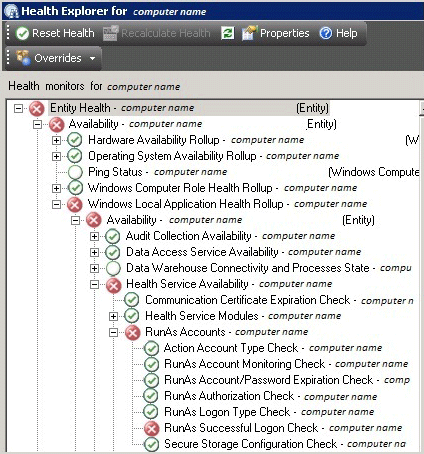 Health Explorer for computer name
Reset Health Recalculate Health Properties Help
Overrides
Health monitors for computer name
Entity Health - computer name (Entity)
Availability - computer name Entity)
Hardware Availability Rollup - computer name (W
Operating System Availability Rollup - computer name
Ping Status - computer name (Windows Compute
Windows Computer Role Health Rollup - computer name
Windows Local Application Health Rollup - computer name
Availability - computer name (Entity)
Audit Collection Availability - computer name
Data Access Service Availability - computer name
Data Warehouse Connectivity and Processes State - compu
Health Service Availability - computer name
Communication Certificate Expiration Check - computer n
Health Service Modules - computer name
RunAs Accounts - computer name
Action Account Type Check - computer name
RunAs Account Monitoring Check - computer name
RunAs Account/Password Expiration Check - comp
RunAs Authorization Check - computer name
RunAs Logon Type Check - computer name
RunAs Successful Logon Check - computer name
Secure Storage Configuration Check - computer na